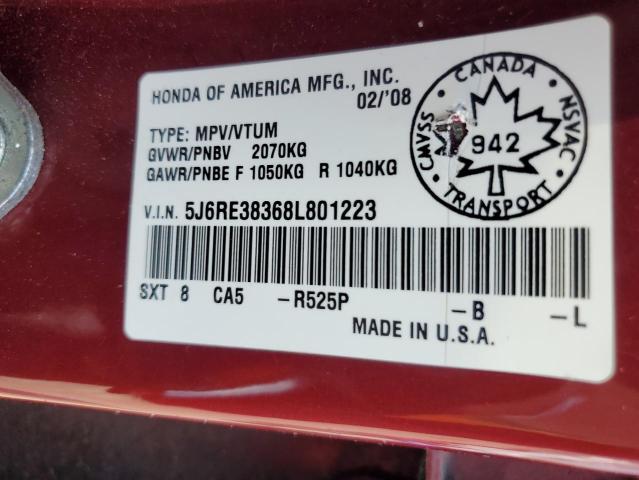 HONDA OF AMERICA MFG., INC.
02/'08
TYPE: MPV/VTUM
GVWR/PNBV 2070KG
GAWR/PNBE F 1050KG R 1040KG
V.I.N. 5J6RE38368L801223
SXT 8 CA5 -R525P -B -L
MADE IN U.S.A.
CANADA
CMVSS
NSVAC
942
TRANSPORT